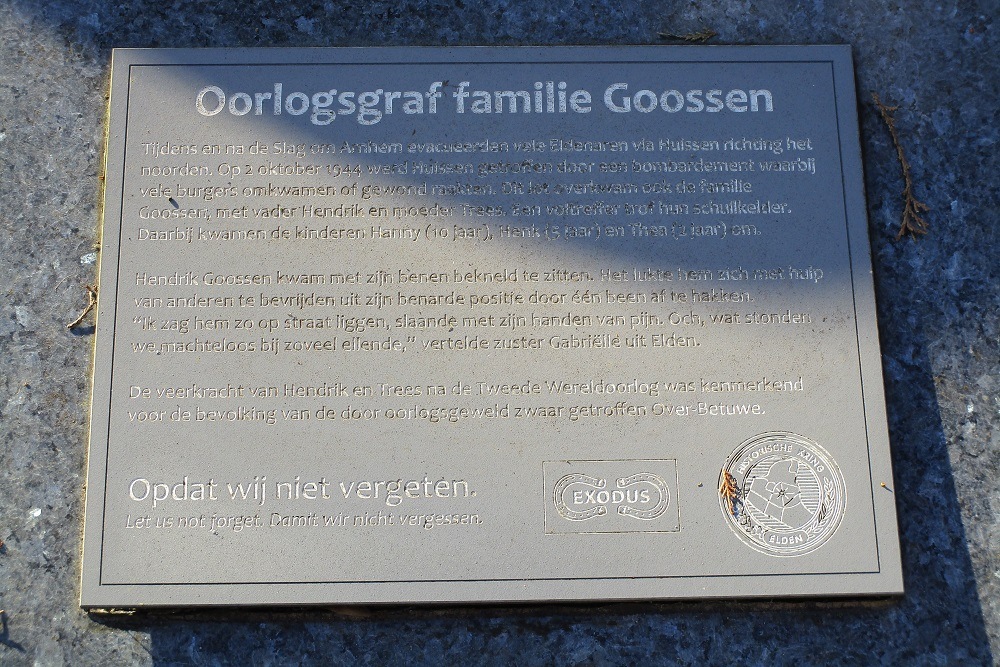 Oorlogsgraf familie Goossen
Tijdens en na de Slag om Arnhem evacueerden vele Eldenaren via Huissen richting het
noorden. Op 2 oktober 1944 werd Huissen getroffen door een bombardement waarbij
vele burgers omkwamen of gewond raakten. Dit lot overkwam ook de familie
Goossen, met vader Hendrik en moeder Trees. Een voltreffer trof hun schuilkelder.
Daarbij kwamen de kinderen Hanny (10 jaar), Henk (5 jaar) en Thea (2 jaar) om.
Hendrik Goossen kwam met zijn benen bekneld te zitten. Het lukte hem zich met hulp
van anderen te bevrijden uit zijn benarde positie door één been af te hakken.
"Ik zag hem zo op straat liggen, slaande met zijn handen van pijn. Och, wat stonden
we machteloos bij zoveel ellende," vertelde zuster Gabriëlle uit Elden.
De veerkracht van Hendrik en Trees na de Tweede Wereldoorlog was kenmerkend
voor de bevolking van de door oorlogsgeweld zwaar getroffen Over-Betuwe.
Opdat wij niet vergeten.
Let us not forget. Damit wir nicht vergessen.
EXODUS
HISTORISCHE KRING
ELDEN